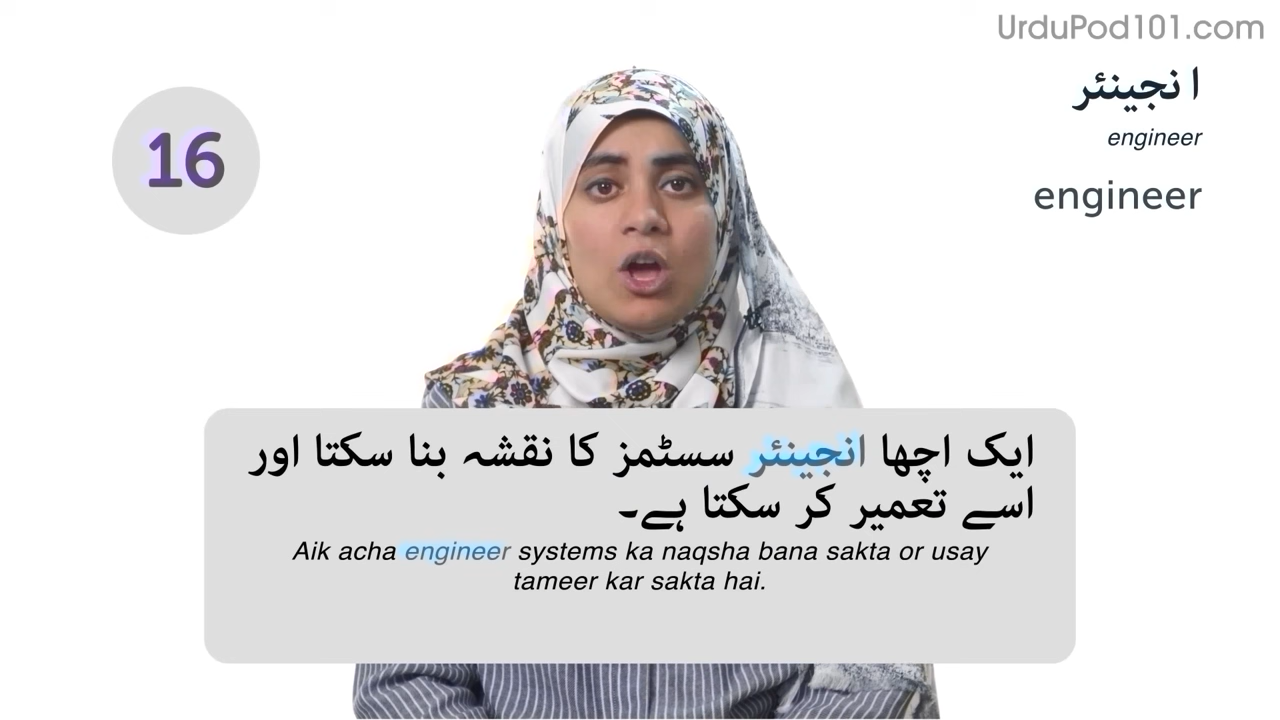 UrduPod101.com
16
انجینئر
engineer
engineer
ایک اچھا انجینئر سسٹمز کا نقشہ بنا سکتا اور
اسے تعمیر کر سکتا ہے۔
Aik acha engineer systems ka naqsha bana sakta or usay
tameer kar sakta hai.